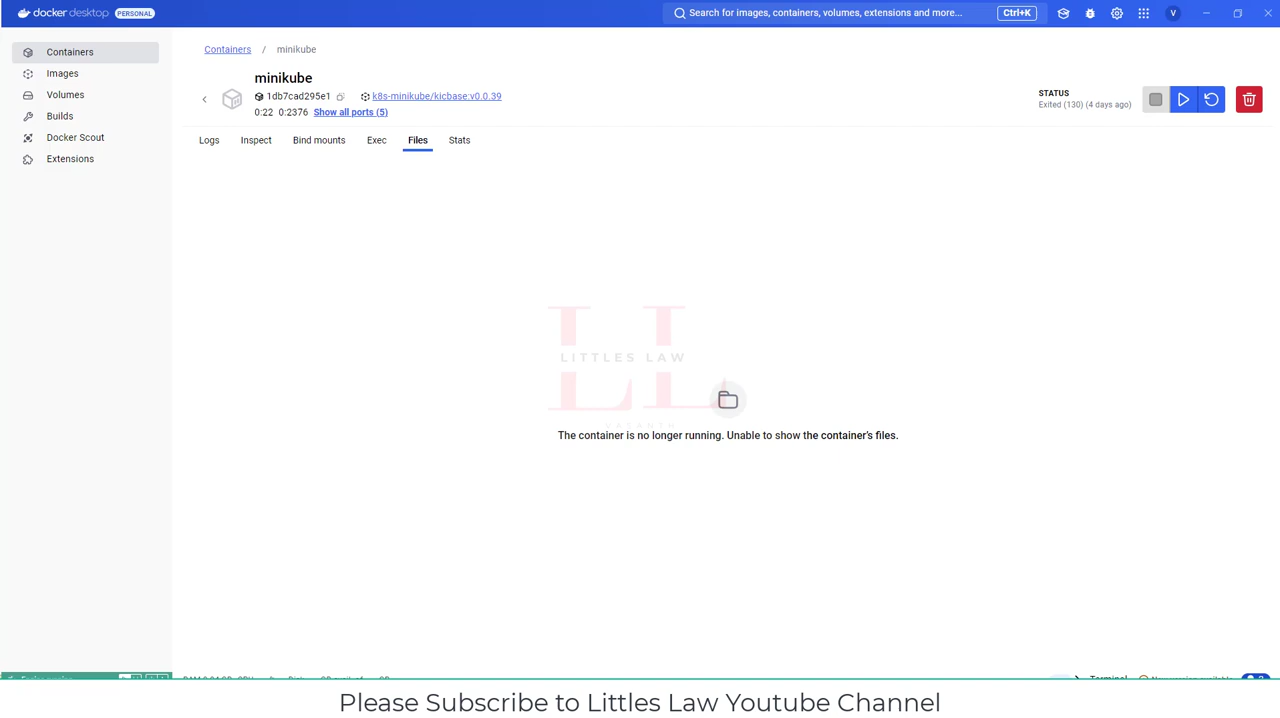 docker desktop PERSONAL
Search for images, containers, volumes, extensions and more... Ctrl+K
V
Containers
Images
Volumes
Builds
Docker Scout
Extensions
Containers / minikube
minikube
1db7cad295e1 k8s-minikube/kicbase:v0.0.39
0:22 0:2376 Show all ports (5)
STATUS
Exited (130) (4 days ago)
Logs Inspect Bind mounts Exec Files Stats
LL
LITTLES LAW
The container is no longer running. Unable to show the container's files.
Terminal
Please Subscribe to Littles Law Youtube Channel